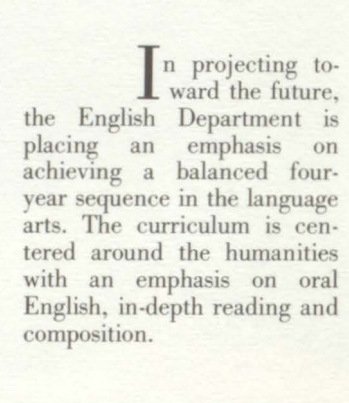 In projecting to-
ward the future,
the English Department is
placing an emphasis on
achieving a balanced four-
year sequence in the language
arts. The curriculum is cen-
tered around the humanities
with an emphasis on oral
English, in-depth reading and
composition.